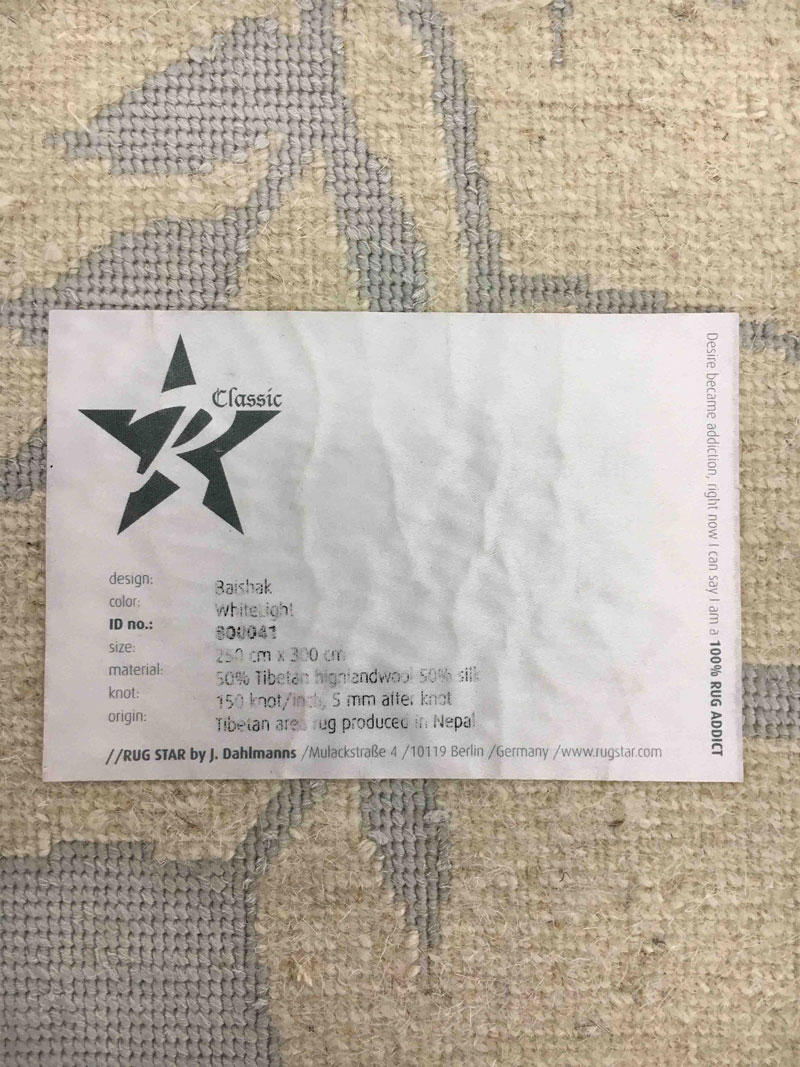 Classic
design: Baishak
color: WhiteLight
ID no.:
size: 250 cm x 300 cm
material: 50% Tibetan highlandwool 50% silk
knot: 150 knot/inch, 5 mm after knot
origin: Tibetan area rug produced in Nepal
//RUG STAR by J. Dahlmanns /Mulackstraße 4 /10119 Berlin /Germany /www.rugstar.com
Desire became addiction, right now I can say I am a 100% RUG ADDICT